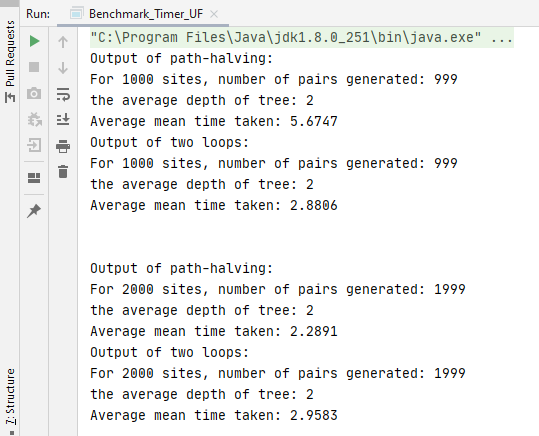 Run: Benchmark_Timer_UF
Pull Requests
"C:\Program Files\Java\jdk1.8.0_251\bin\java.exe" ...
Output of path-halving:
For 1000 sites, number of pairs generated: 999
the average depth of tree: 2
Average mean time taken: 5.6747
Output of two loops:
For 1000 sites, number of pairs generated: 999
the average depth of tree: 2
Average mean time taken: 2.8806
Output of path-halving:
For 2000 sites, number of pairs generated: 1999
the average depth of tree: 2
Average mean time taken: 2.2891
Output of two loops:
For 2000 sites, number of pairs generated: 1999
the average depth of tree: 2
Average mean time taken: 2.9583
7: Structure